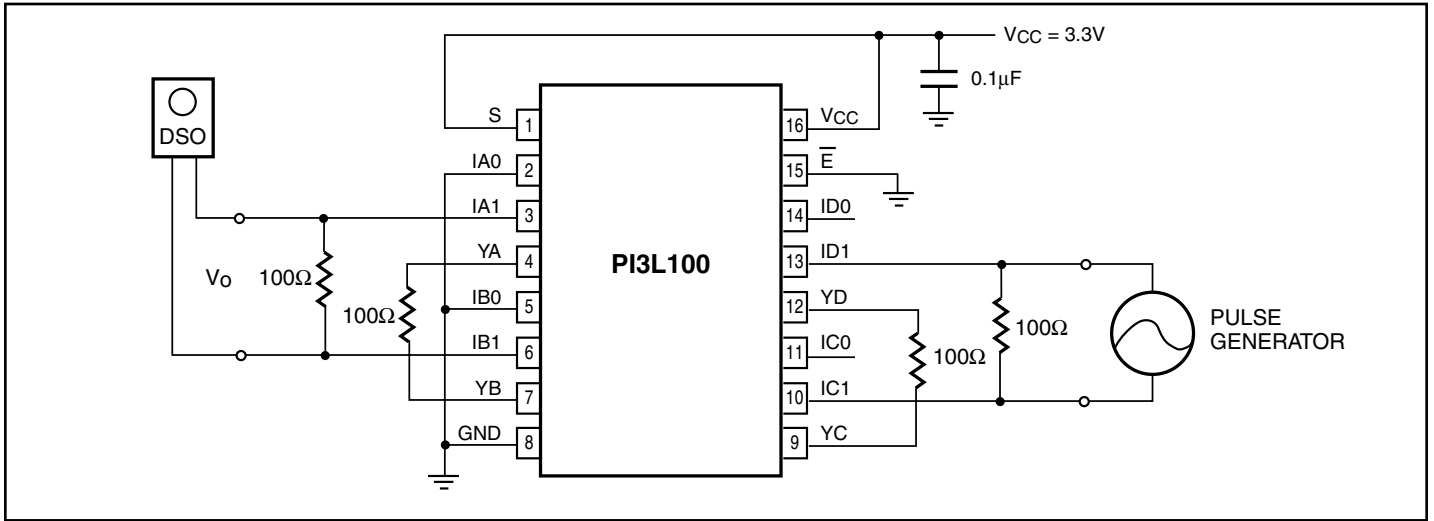 VCC = 3.3V
0.1μF
DSO
S
1
16
VCC
IA0
2
15
E
IA1
3
14
ID0
YA
4
PI3L100
13
ID1
VO
100Ω
IB0
5
12
YD
100Ω
100Ω
PULSE
GENERATOR
IB1
6
11
IC0
100Ω
YB
7
10
IC1
GND
8
9
YC